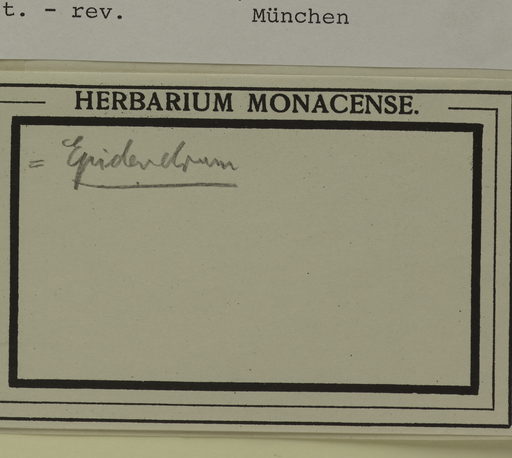 t. - rev.
München
HERBARIUM MONACENSE.
= Epidendrum